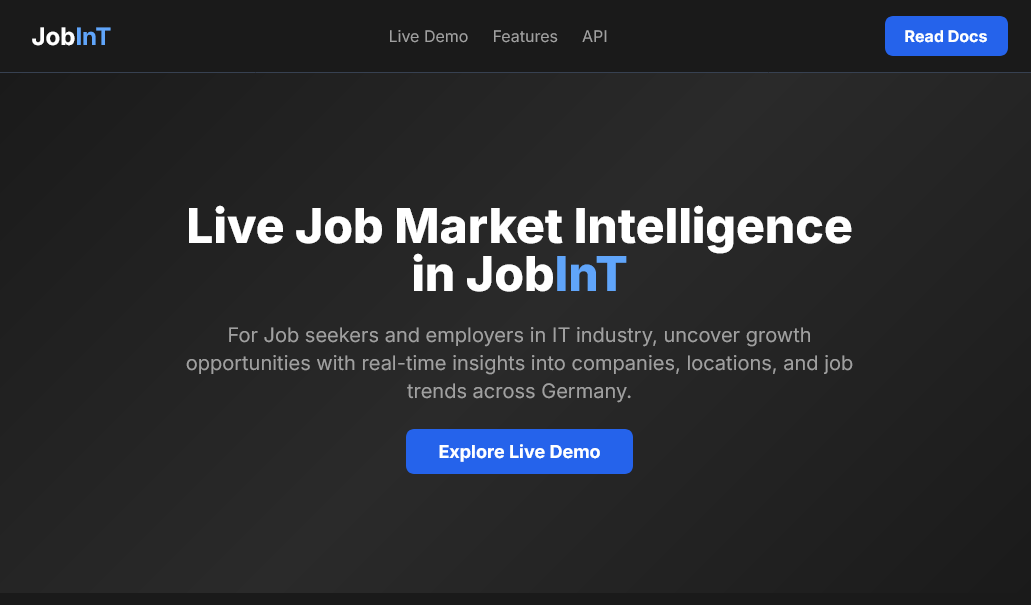 JobInT
Live Demo
Features
API
Read Docs
Live Job Market Intelligence
in JobInT
For Job seekers and employers in IT industry, uncover growth
opportunities with real-time insights into companies, locations, and job
trends across Germany.
Explore Live Demo